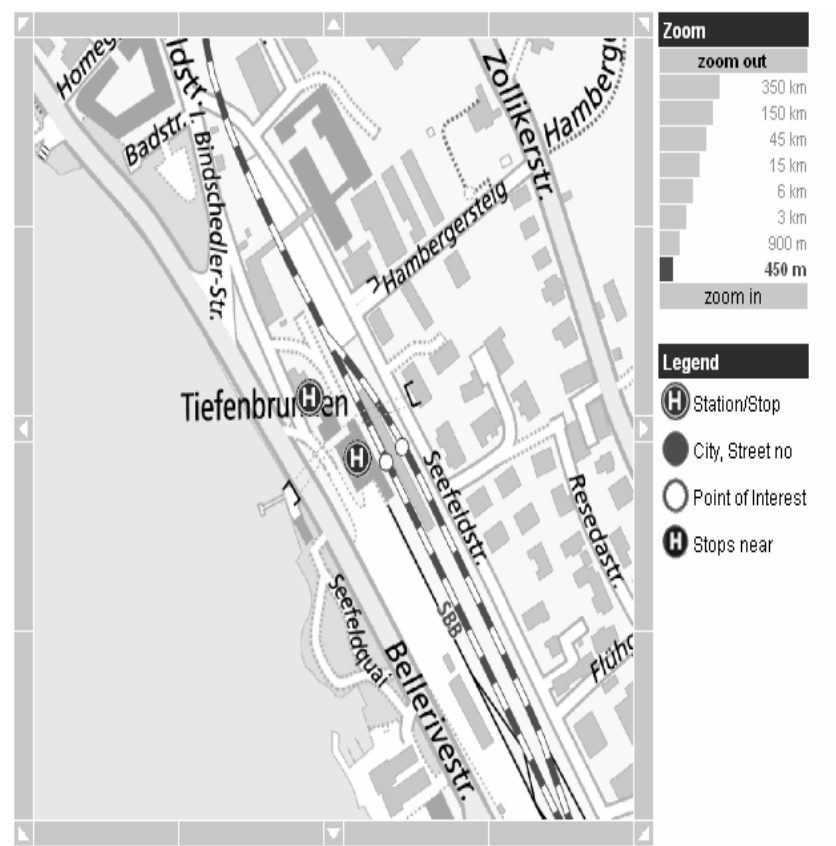 Homeg
ldstr.
Badstr.
I. Bindschedler-Str.
Zollikerstr.
Hamberge
Hambergersteig
Tiefenbrunnen
H
H
Seefeldstr.
Resedastr.
SBB
Seefeldquai
Bellerivestr.
Flühg
Zoom
zoom out
350 km
150 km
45 km
15 km
6 km
3 km
900 m
450 m
zoom in
Legend
H Station/Stop
City, Street no
Point of Interest
H Stops near